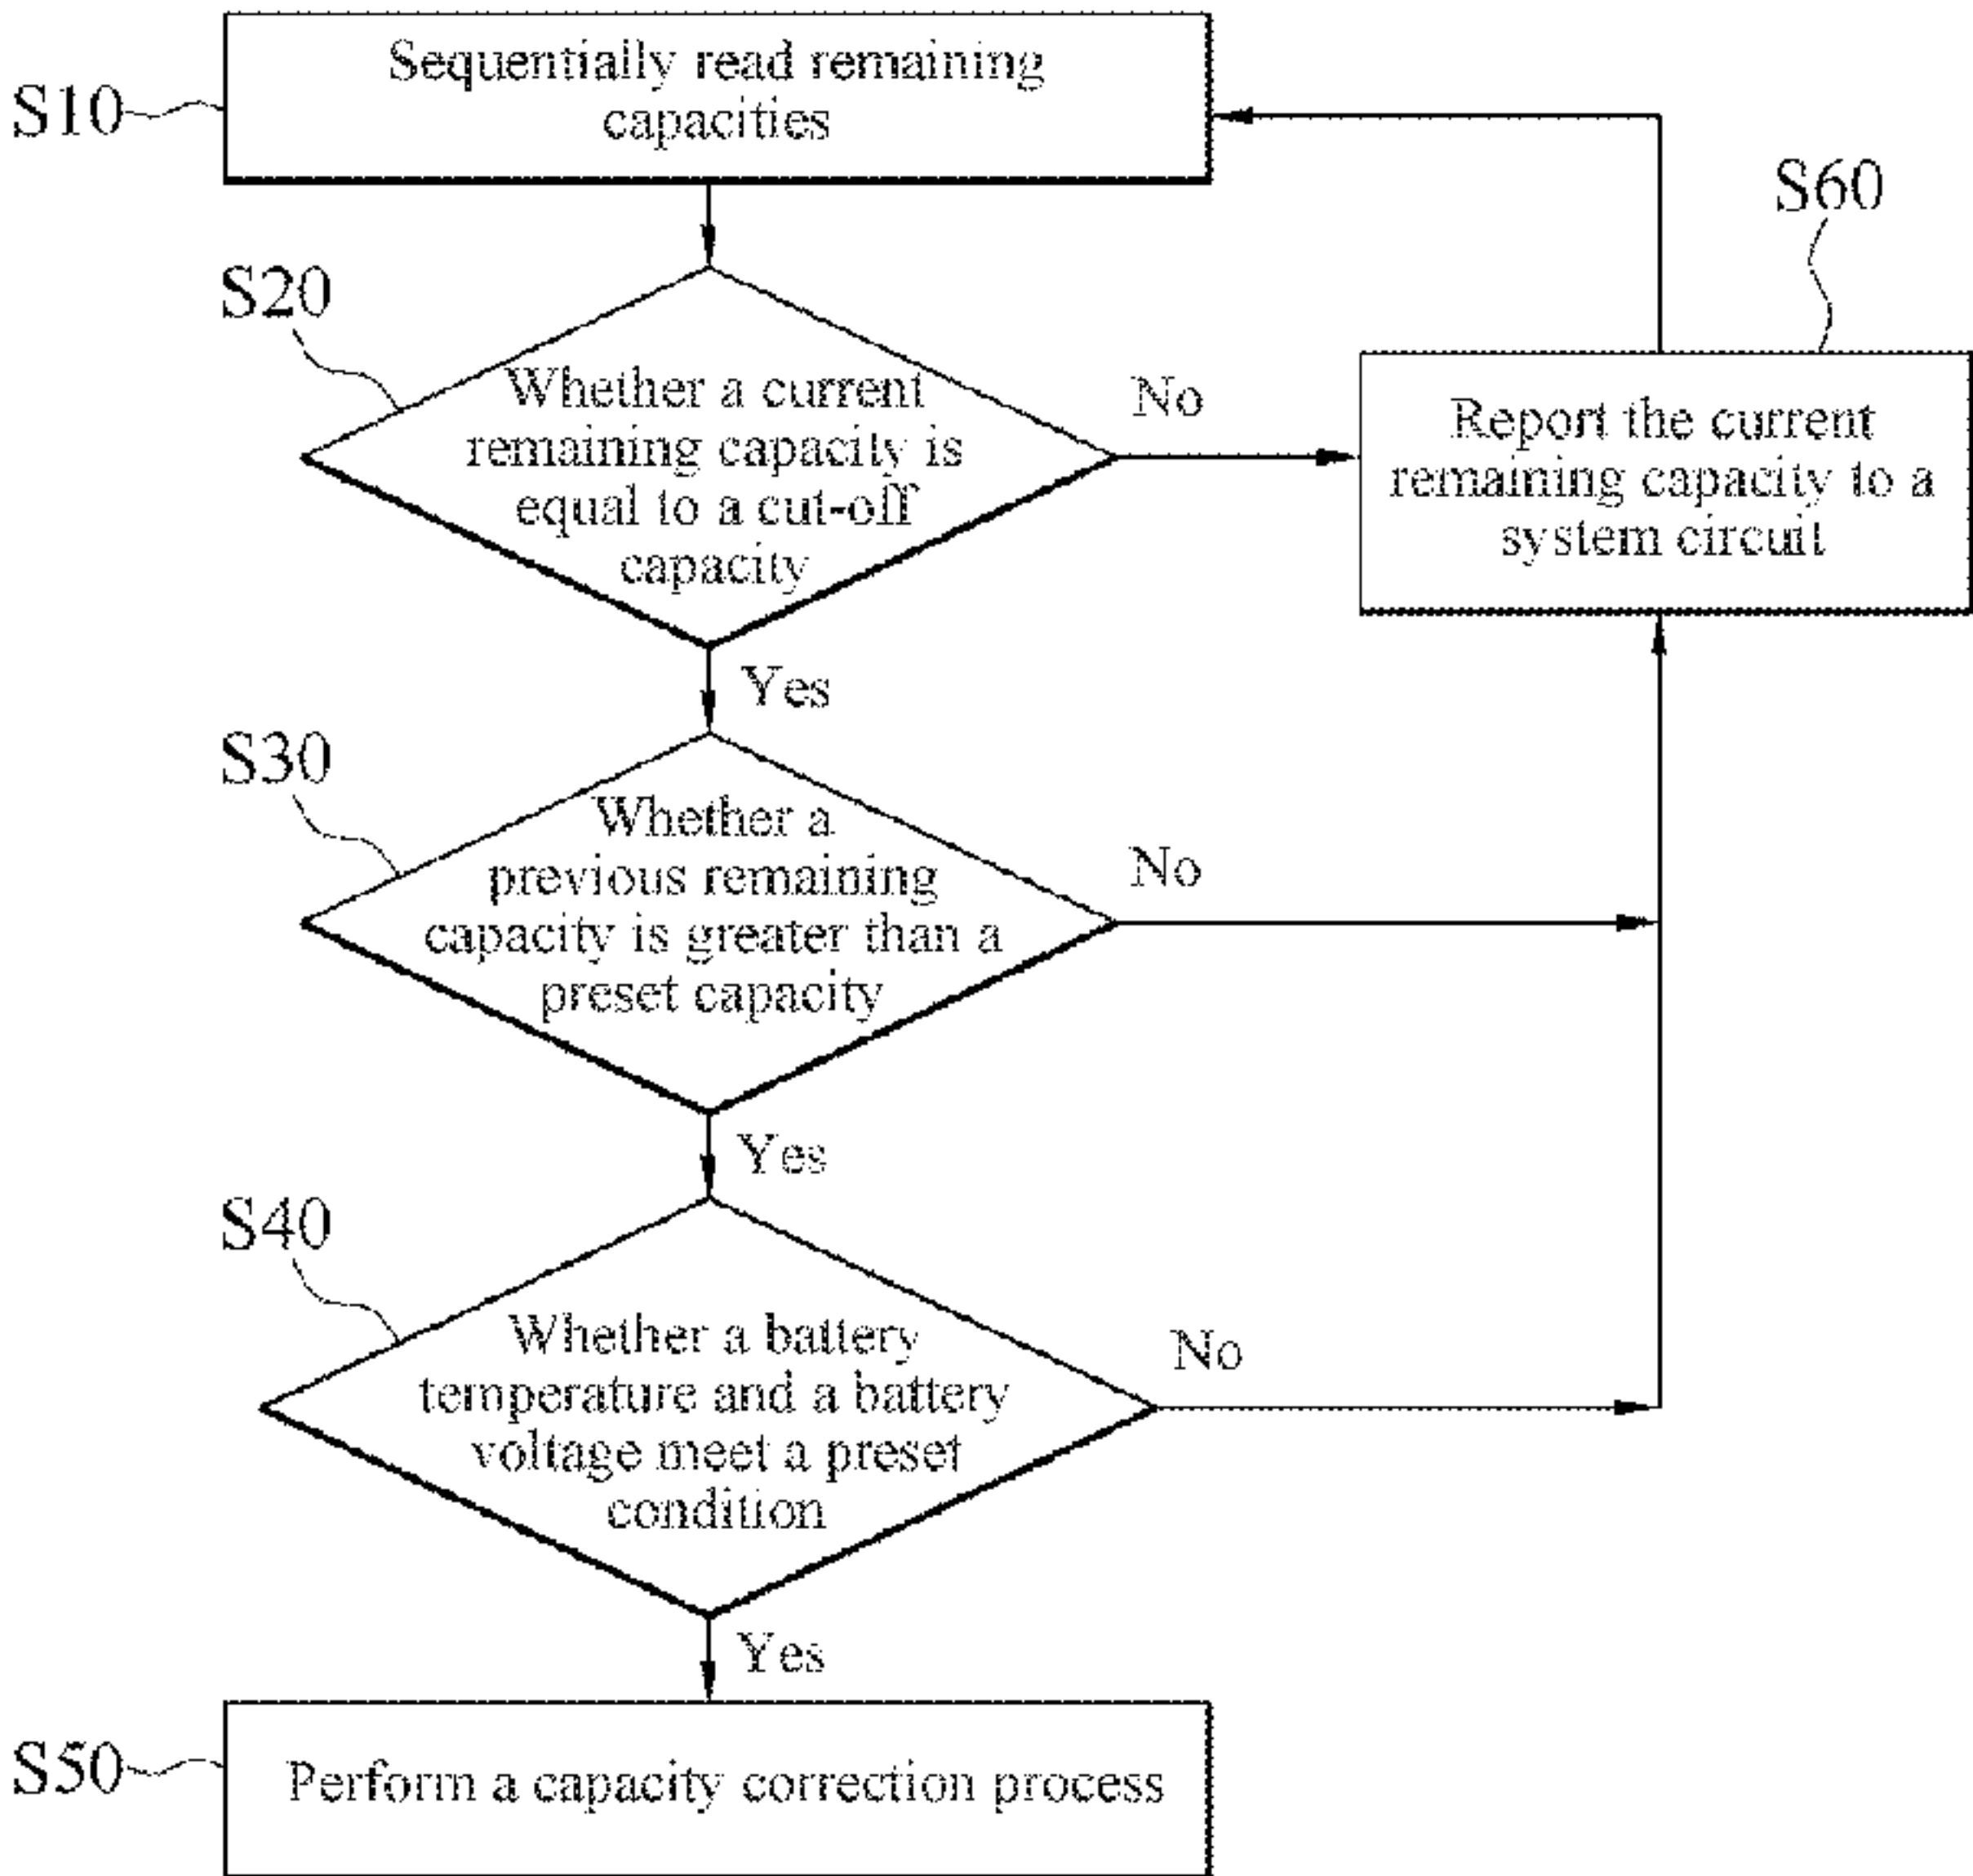 S10
Sequentially read remaining
capacities
S60
S20
Whether a current
remaining capacity is
equal to a cut-off
capacity
No
Report the current
remaining capacity to a
system circuit
Yes
S30
Whether a
previous remaining
capacity is greater than a
preset capacity
No
Yes
S40
Whether a battery
temperature and a battery
voltage meet a preset
condition
No
Yes
S50
Perform a capacity correction process